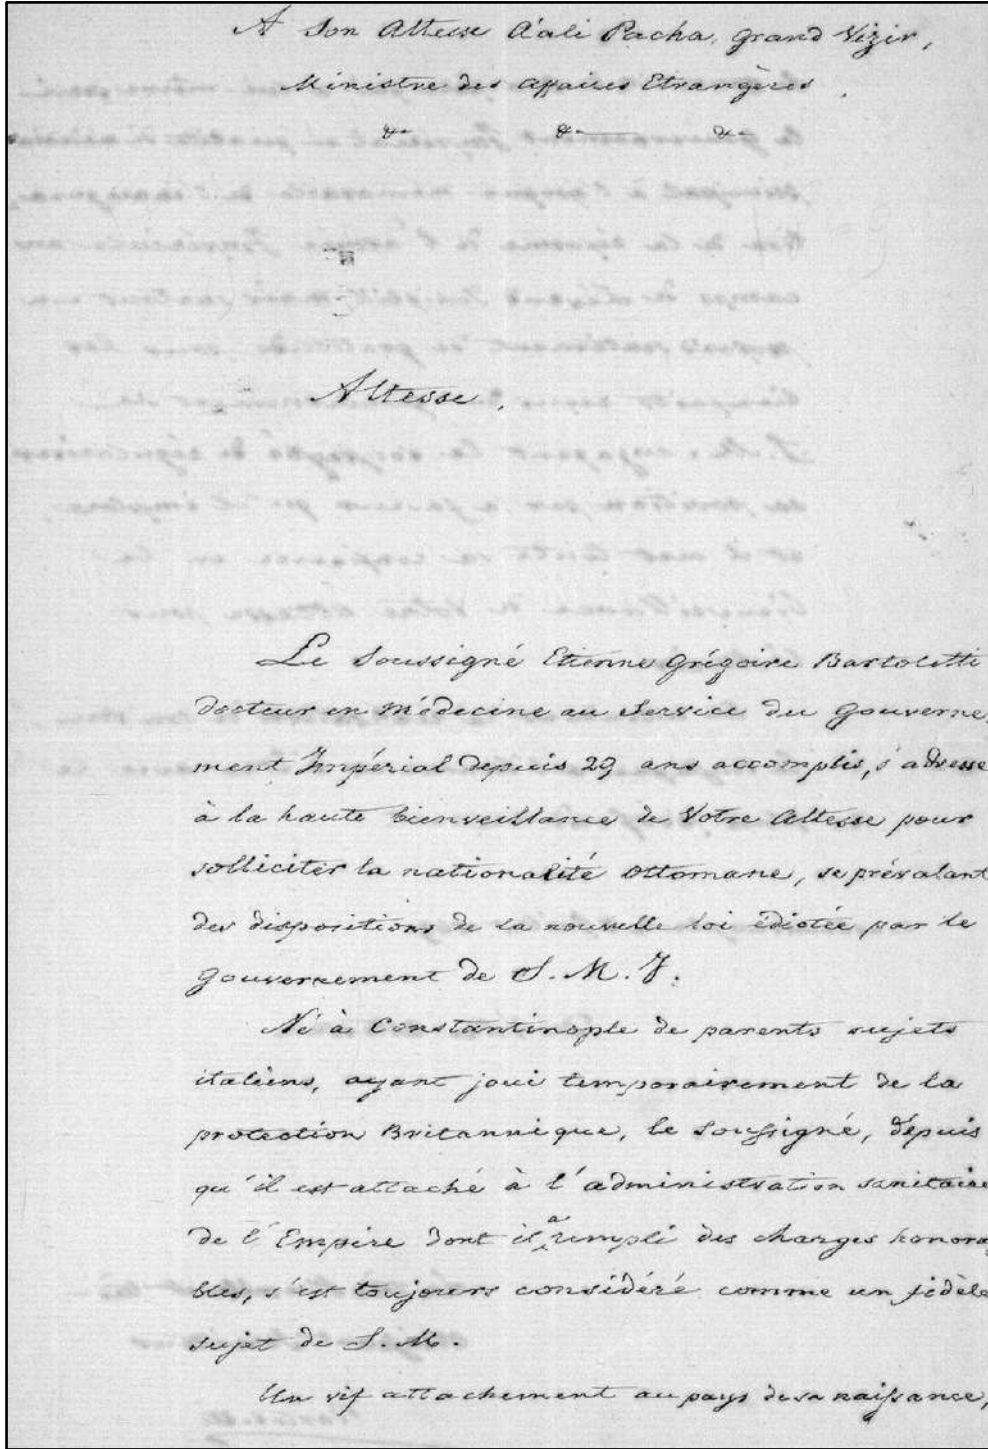 A Son Altesse Aali Pacha, Grand Vizir,
Ministre des Affaires Etrangères.
&- &- &-
Altesse,
Le Soussigné Etienne Grégoire Bartoletti
docteur en Médecine au Service du Gouverne,
ment Impérial depuis 29 ans accomplis, s'adresse
à la haute bienveillance de Votre Altesse pour
solliciter la nationalité Ottomane, se prévalant
des dispositions de la nouvelle loi édictée par le
Gouvernement de S. M. I.
Né à Constantinople de parents sujets
italiens, ayant joui temporairement de la
protection Britannique, le Soussigné, depuis
qu'il est attaché à l'administration sanitaire
de l'Empire dont il a rempli des charges honora,
bles, s'est toujours considéré comme un fidèle
sujet de S. M.
Un vif attachement au pays de sa naissance,